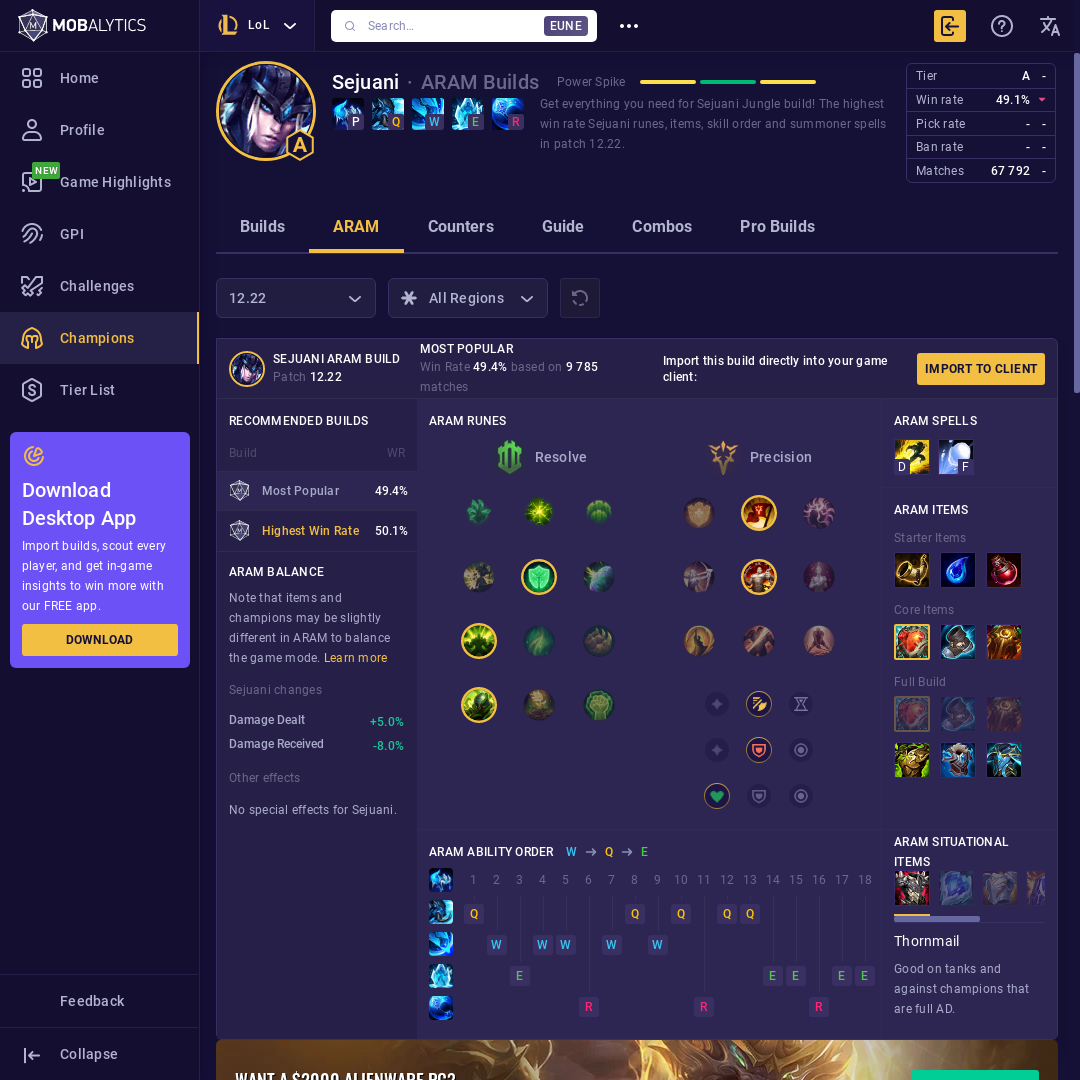 MOBALYTICS
LoL
Search...
EUNE
Home
Profile
NEW
Game Highlights
GPI
Challenges
Champions
Tier List
Download
Desktop App
Import builds, scout every
player, and get in-game
insights to win more with
our FREE app.
DOWNLOAD
Feedback
Collapse
Sejuani · ARAM Builds
Power Spike
A
P
Q
W
E
R
Get everything you need for Sejuani Jungle build! The highest
win rate Sejuani runes, items, skill order and summoner spells
in patch 12.22.
Tier A -
Win rate 49.1%
Pick rate - -
Ban rate - -
Matches 67 792 -
Builds
ARAM
Counters
Guide
Combos
Pro Builds
12.22
All Regions
SEJUANI ARAM BUILD
Patch 12.22
MOST POPULAR
Win Rate 49.4% based on 9 785
matches
Import this build directly into your game
client:
IMPORT TO CLIENT
RECOMMENDED BUILDS
Build WR
Most Popular 49.4%
Highest Win Rate 50.1%
ARAM BALANCE
Note that items and
champions may be slightly
different in ARAM to balance
the game mode. Learn more
Sejuani changes
Damage Dealt +5.0%
Damage Received -8.0%
Other effects
No special effects for Sejuani.
ARAM RUNES
Resolve
Precision
ARAM SPELLS
D
F
ARAM ITEMS
Starter Items
Core Items
Full Build
ARAM ABILITY ORDER W → Q → E
1 2 3 4 5 6 7 8 9 10 11 12 13 14 15 16 17 18
Q Q Q Q Q
W W W W W
E E E E E
R R R
ARAM SITUATIONAL
ITEMS
Thornmail
Good on tanks and
against champions that
are full AD.
WANT A $2000 ALIENWARE PC?